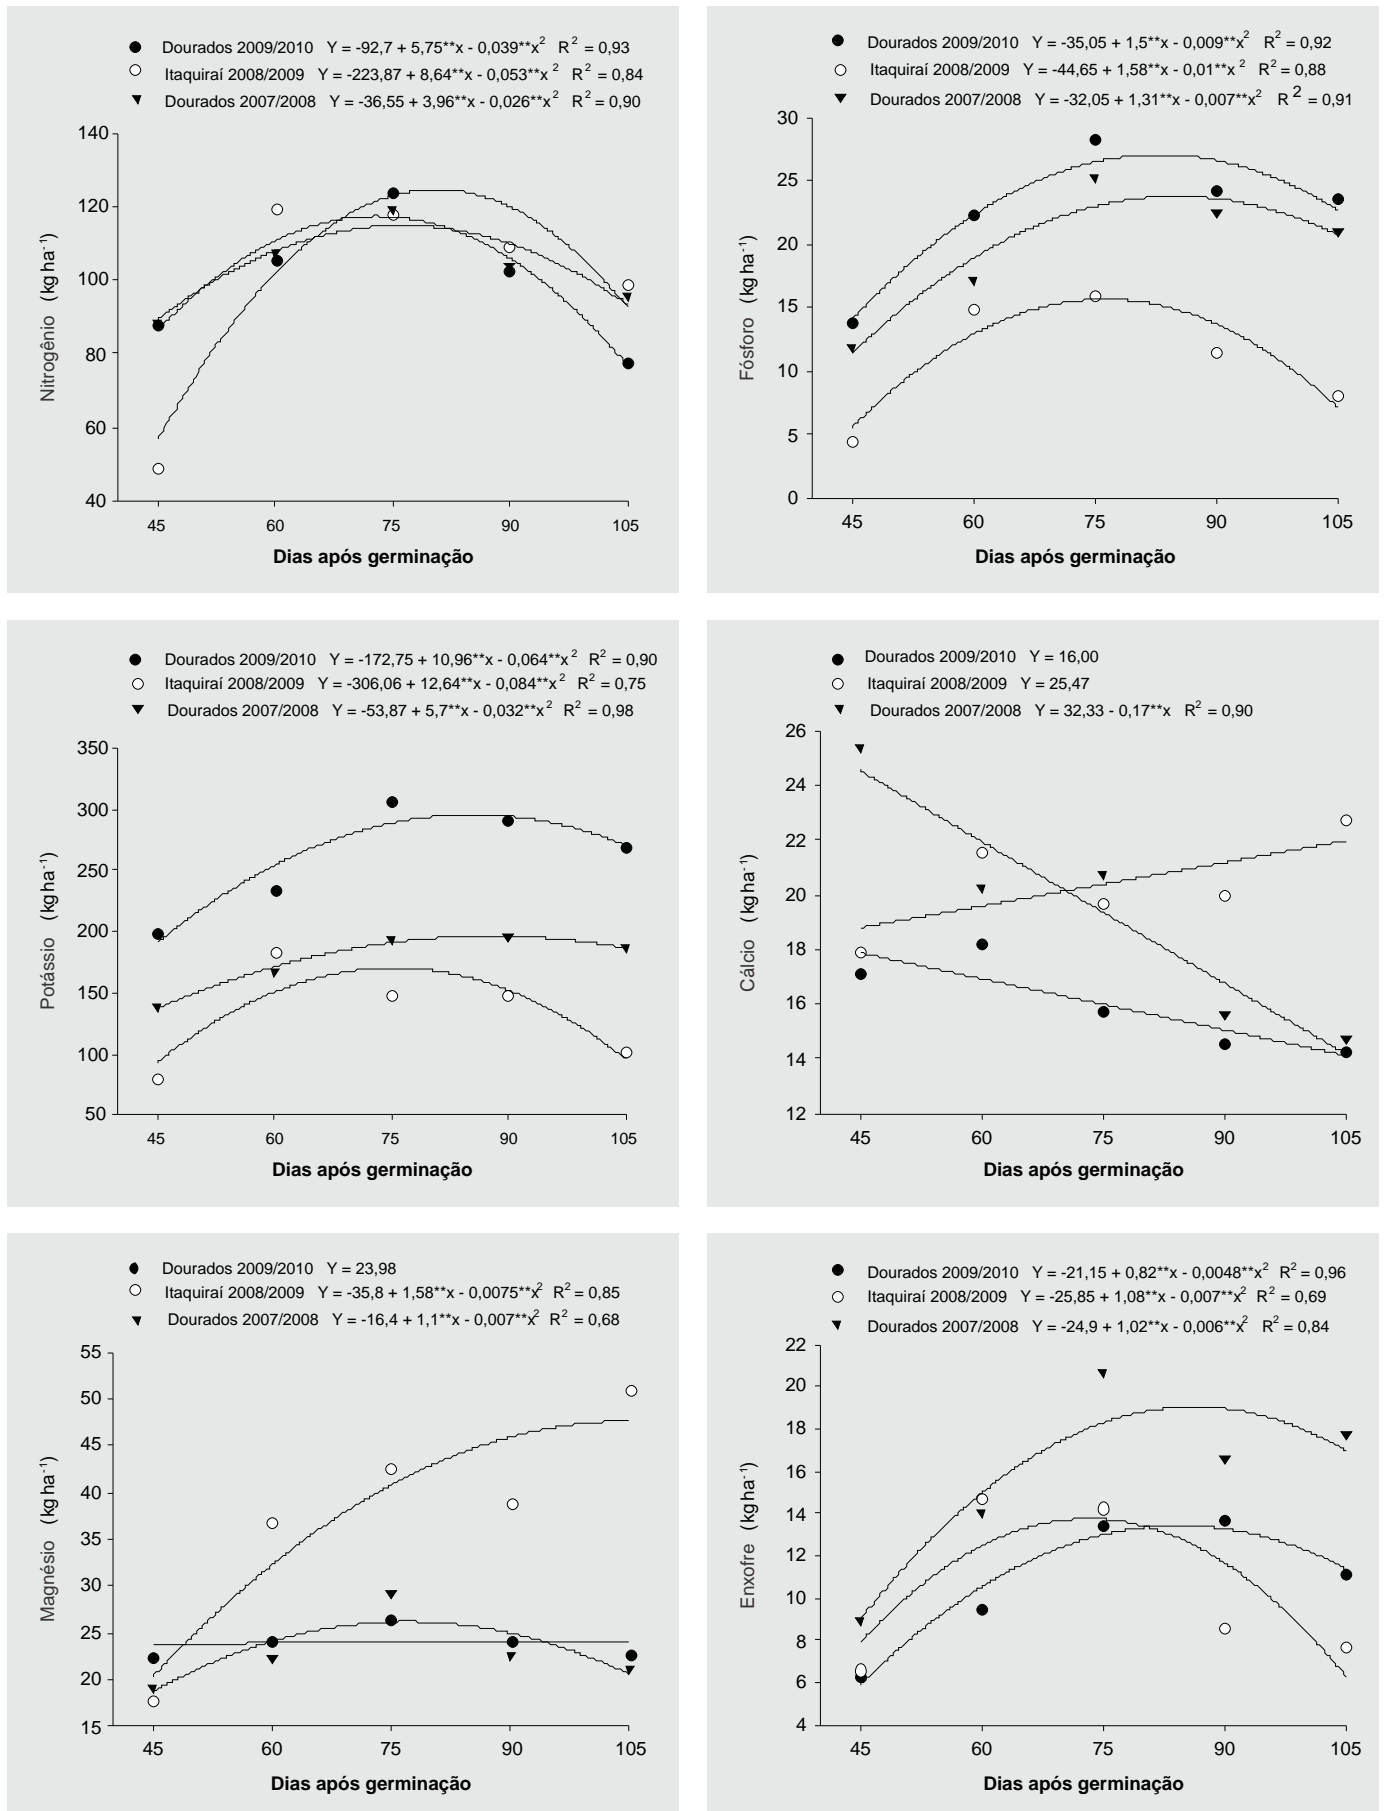 Dourados 2009/2010 Y = -92,7 + 5,75**x - 0,039**x² R² = 0,93
Itaquiraí 2008/2009 Y = -223,87 + 8,64**x - 0,053**x² R² = 0,84
Dourados 2007/2008 Y = -36,55 + 3,96**x - 0,026**x² R² = 0,90
140
120
100
80
60
40
Nitrogênio (kg ha⁻¹)
45 60 75 90 105
Dias após germinação
Dourados 2009/2010 Y = -35,05 + 1,5**x - 0,009**x² R² = 0,92
Itaquiraí 2008/2009 Y = -44,65 + 1,58**x - 0,01**x² R² = 0,88
Dourados 2007/2008 Y = -32,05 + 1,31**x - 0,007**x² R² = 0,91
30
25
20
15
10
5
0
Fósforo (kg ha⁻¹)
45 60 75 90 105
Dias após germinação
Dourados 2009/2010 Y = -172,75 + 10,96**x - 0,064**x² R² = 0,90
Itaquiraí 2008/2009 Y = -306,06 + 12,64**x - 0,084**x² R² = 0,75
Dourados 2007/2008 Y = -53,87 + 5,7**x - 0,032**x² R² = 0,98
350
300
250
200
150
100
50
Potássio (kg ha⁻¹)
45 60 75 90 105
Dias após germinação
Dourados 2009/2010 Y = 16,00
Itaquiraí 2008/2009 Y = 25,47
Dourados 2007/2008 Y = 32,33 - 0,17**x R² = 0,90
26
24
22
20
18
16
14
12
Cálcio (kg ha⁻¹)
45 60 75 90 105
Dias após germinação
Dourados 2009/2010 Y = 23,98
Itaquiraí 2008/2009 Y = -35,8 + 1,58**x - 0,0075**x² R² = 0,85
Dourados 2007/2008 Y = -16,4 + 1,1**x - 0,007**x² R² = 0,68
55
50
45
40
35
30
24
20
15
Magnésio (kg ha⁻¹)
45 60 75 90 105
Dias após germinação
Dourados 2009/2010 Y = -21,15 + 0,82**x - 0,0048**x² R² = 0,96
Itaquiraí 2008/2009 Y = -25,85 + 1,08**x - 0,007**x² R² = 0,69
Dourados 2007/2008 Y = -24,9 + 1,02**x - 0,006**x² R² = 0,84
22
20
18
16
14
12
10
8
6
4
Enxofre (kg ha⁻¹)
45 60 75 90 105
Dias após germinação